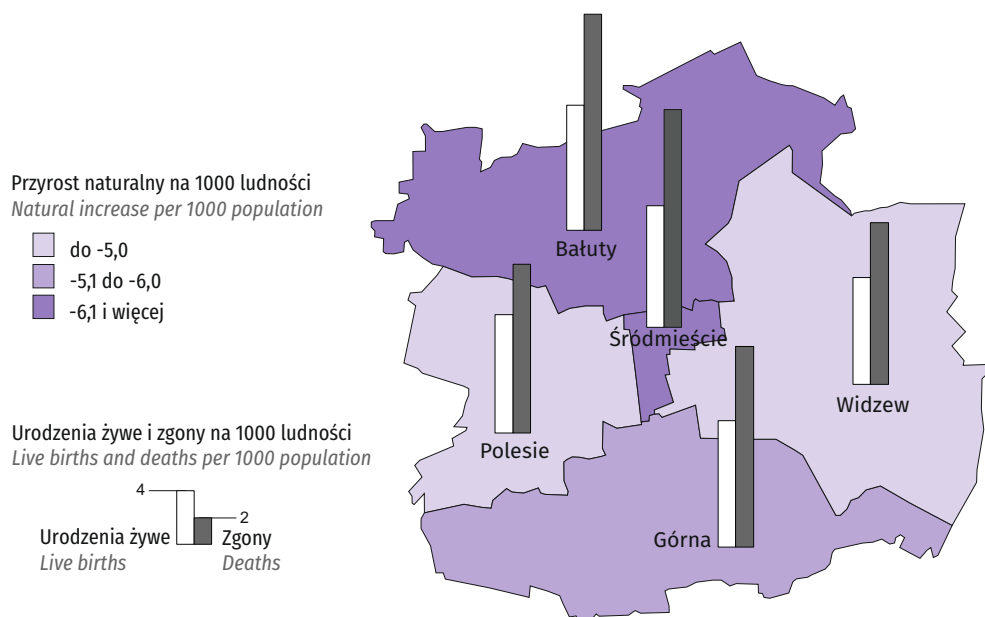 Przyrost naturalny na 1000 ludności
Natural increase per 1000 population
do -5,0
-5,1 do -6,0
-6,1 i więcej
Urodzenia żywe i zgony na 1000 ludności
Live births and deaths per 1000 population
4
2
Urodzenia żywe Zgony
Live births Deaths
Bałuty
Śródmieście
Widzew
Polesie
Górna